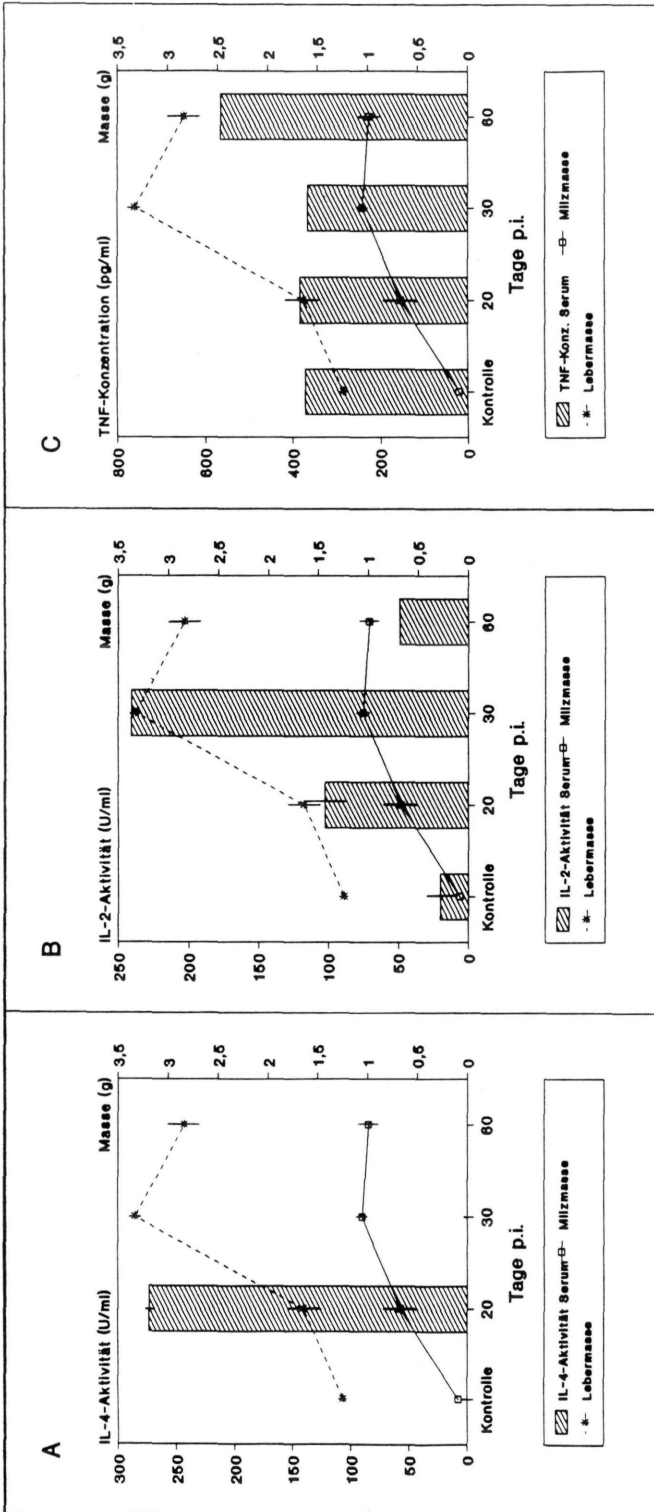 A
IL-4-Aktivität (U/ml) Masse (g)
300
250
200
150
100
50
0
3,5
3
2,5
2
1,5
1
0,5
0
Kontrolle 20 30 60
Tage p.i.
IL-4-Aktivität Serum Milzmasse
Lebermasse
B
IL-2-Aktivität (U/ml) Masse (g)
250
200
150
100
50
0
3,5
3
2,5
2
1,5
1
0,5
0
Kontrolle 20 30 60
Tage p.i.
IL-2-Aktivität Serum Milzmasse
Lebermasse
C
TNF-Konzentration (pg/ml) Masse (g)
800
600
400
200
0
3,5
3
2,5
2
1,5
1
0,5
0
Kontrolle 20 30 60
Tage p.i.
TNF-Konz. Serum Milzmasse
Lebermasse